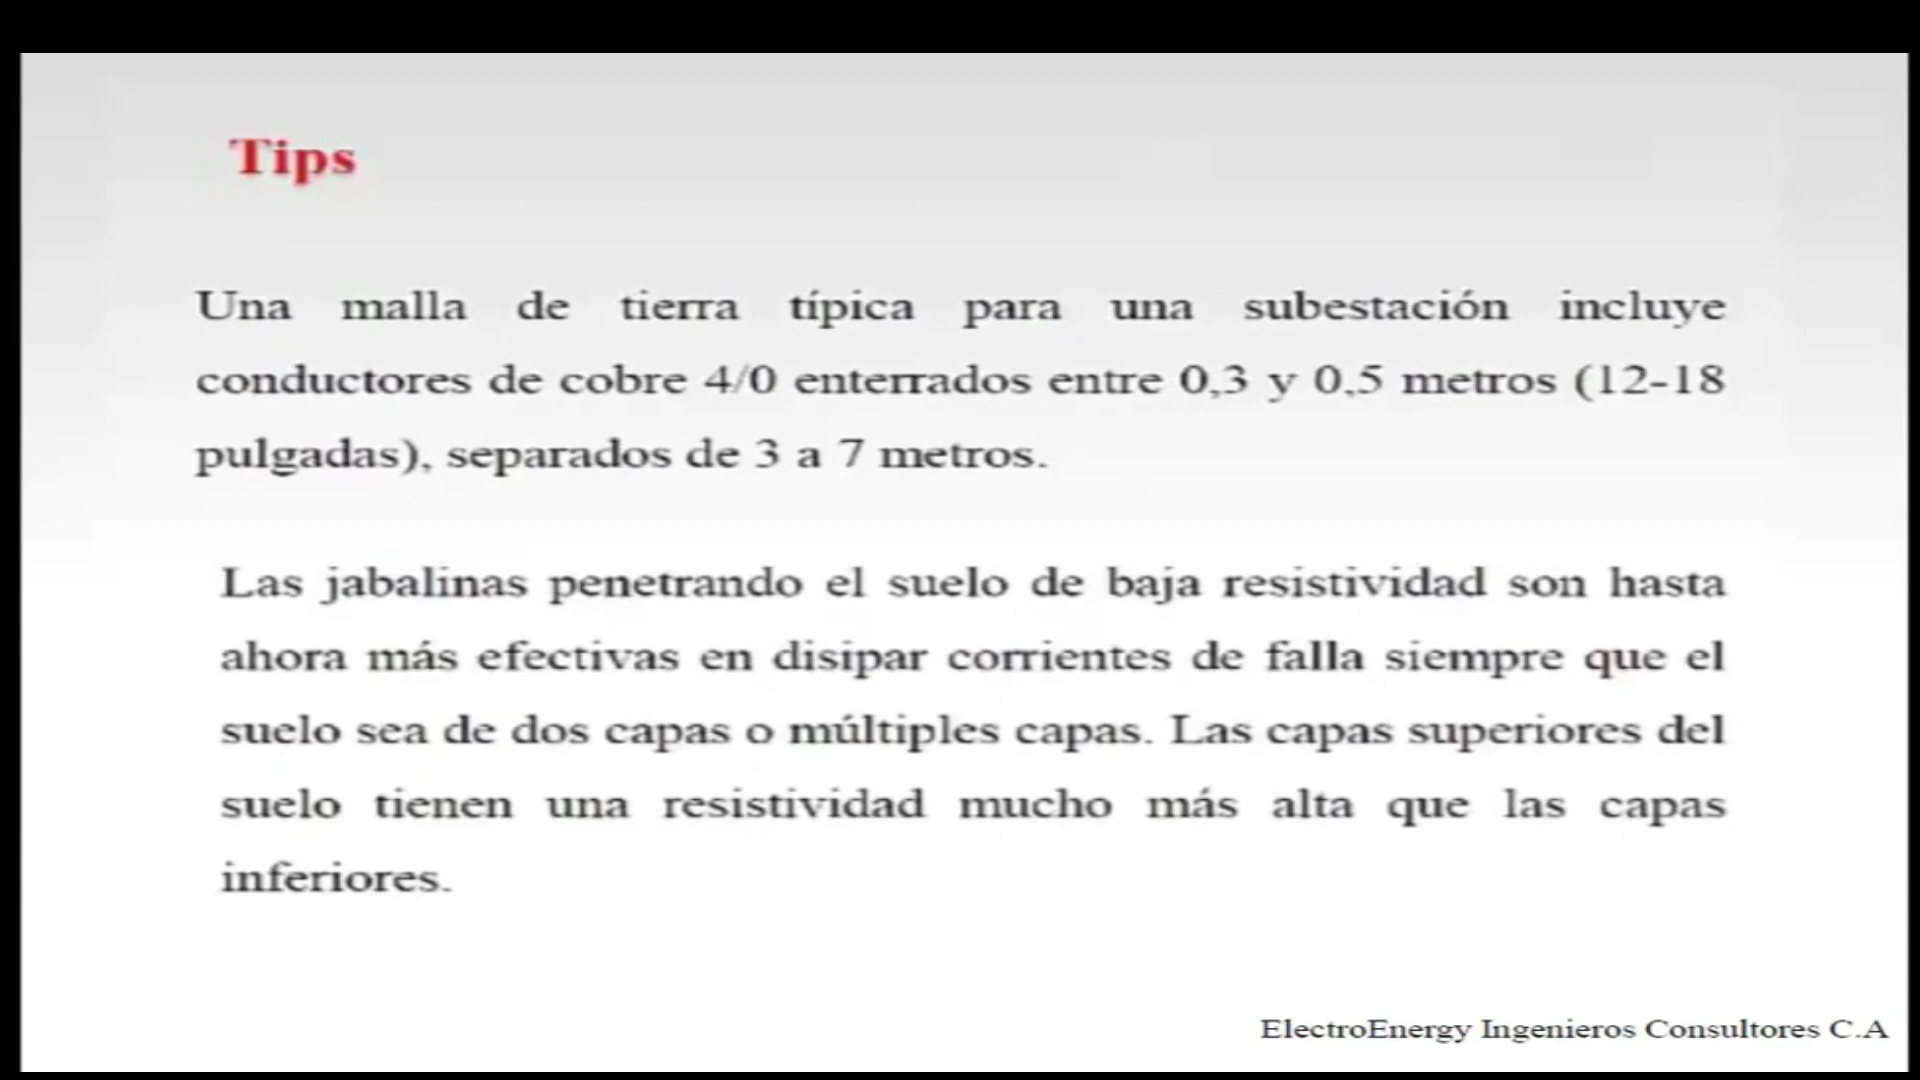 Tips
Una malla de tierra típica para una subestación incluye
conductores de cobre 4/0 enterrados entre 0,3 y 0,5 metros (12-18
pulgadas), separados de 3 a 7 metros.
Las jabalinas penetrando el suelo de baja resistividad son hasta
ahora más efectivas en disipar corrientes de falla siempre que el
suelo sea de dos capas o múltiples capas. Las capas superiores del
suelo tienen una resistividad mucho más alta que las capas
inferiores.
ElectroEnergy Ingenieros Consultores C.A